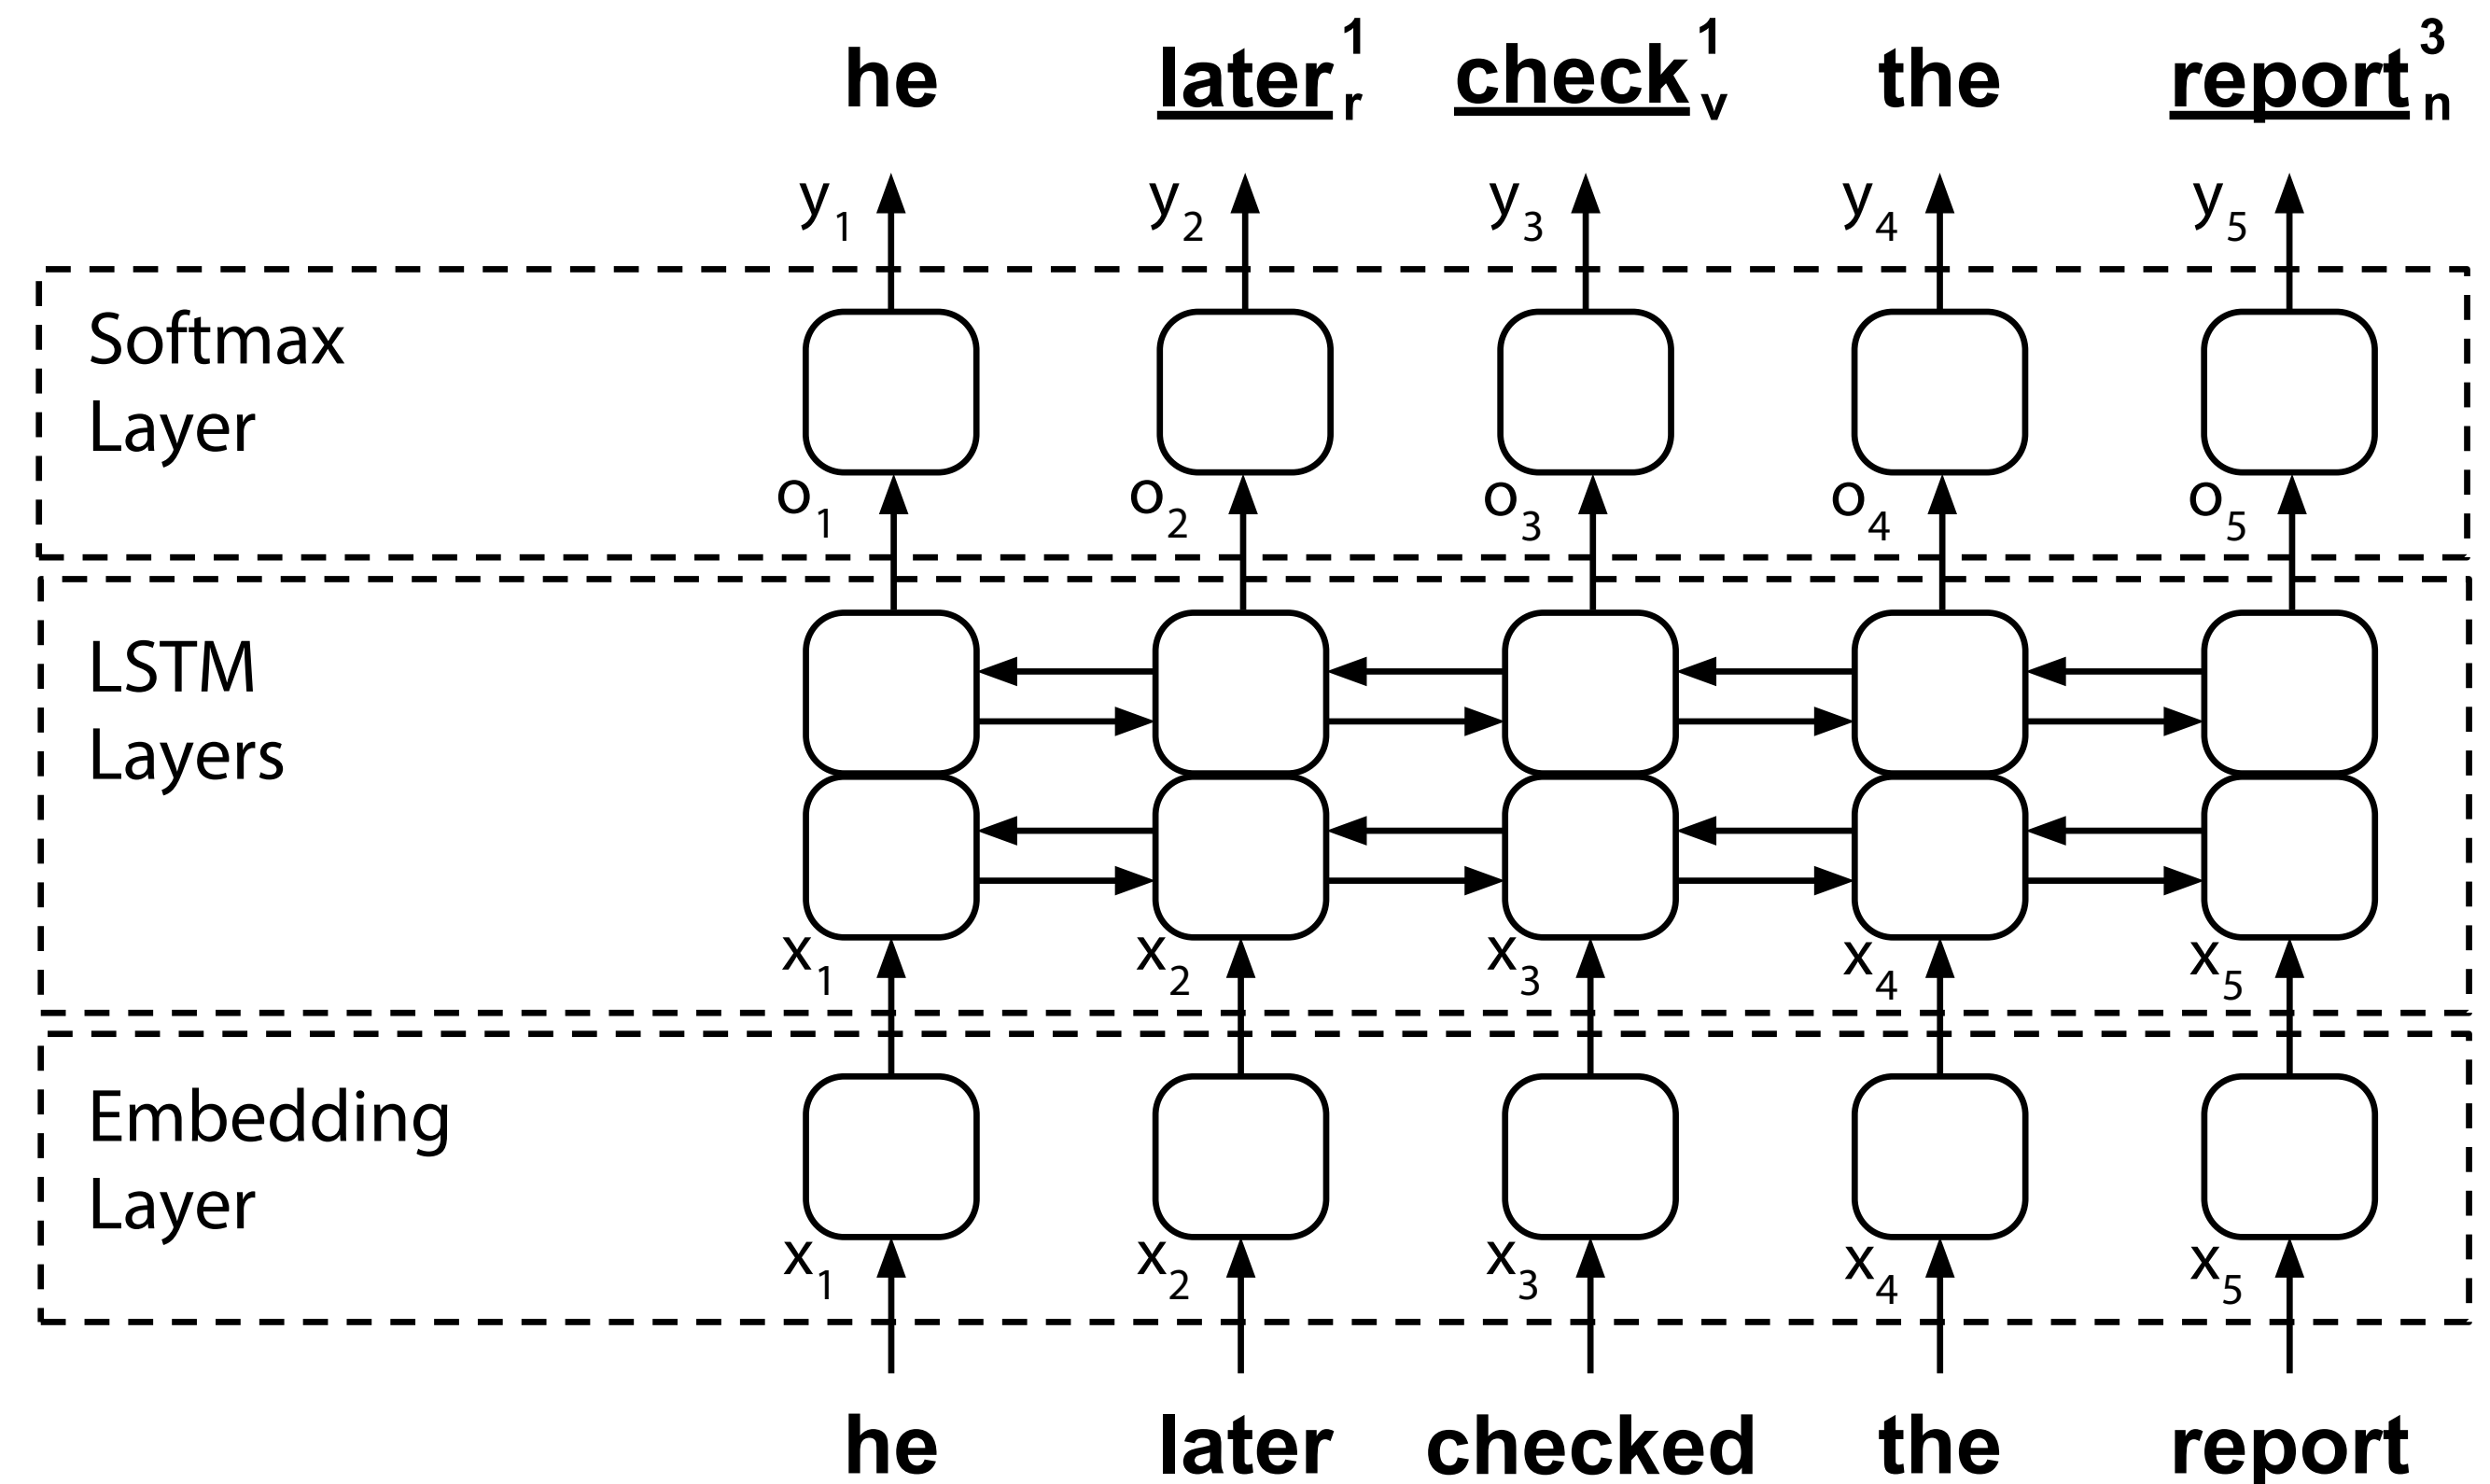 he later¹ᵣ check¹ᵥ the report³ₙ
y₁ y₂ y₃ y₄ y₅
Softmax
Layer
o₁ o₂ o₃ o₄ o₅
LSTM
Layers
x₁ x₂ x₃ x₄ x₅
Embedding
Layer
x₁ x₂ x₃ x₄ x₅
he later checked the report